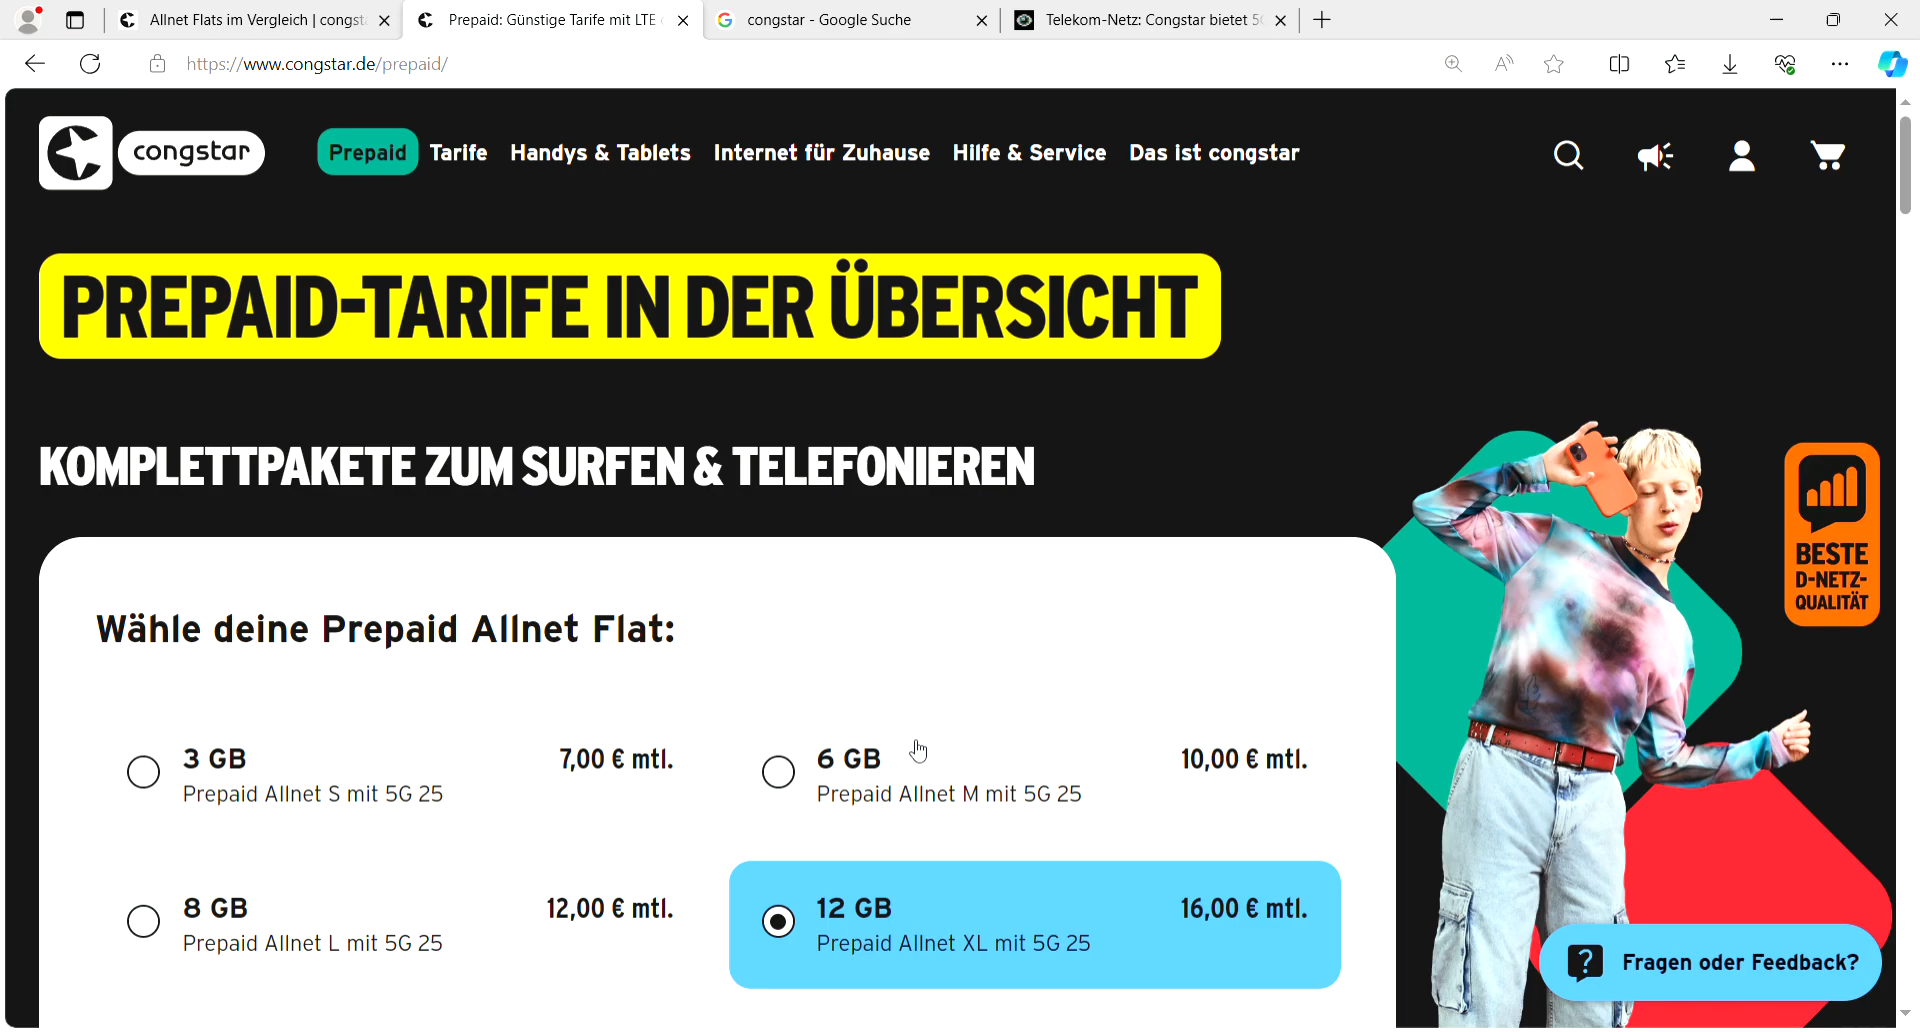 Allnet Flats im Vergleich | congst
Prepaid: Günstige Tarife mit LTE
congstar - Google Suche
Telekom-Netz: Congstar bietet 5
https://www.congstar.de/prepaid/
congstar
Prepaid
Tarife
Handys & Tablets
Internet für Zuhause
Hilfe & Service
Das ist congstar
PREPAID-TARIFE IN DER ÜBERSICHT
KOMPLETTPAKETE ZUM SURFEN & TELEFONIEREN
BESTE
D-NETZ-
QUALITÄT
Wähle deine Prepaid Allnet Flat:
3 GB
7,00 € mtl.
Prepaid Allnet S mit 5G 25
6 GB
10,00 € mtl.
Prepaid Allnet M mit 5G 25
8 GB
12,00 € mtl.
Prepaid Allnet L mit 5G 25
12 GB
16,00 € mtl.
Prepaid Allnet XL mit 5G 25
Fragen oder Feedback?